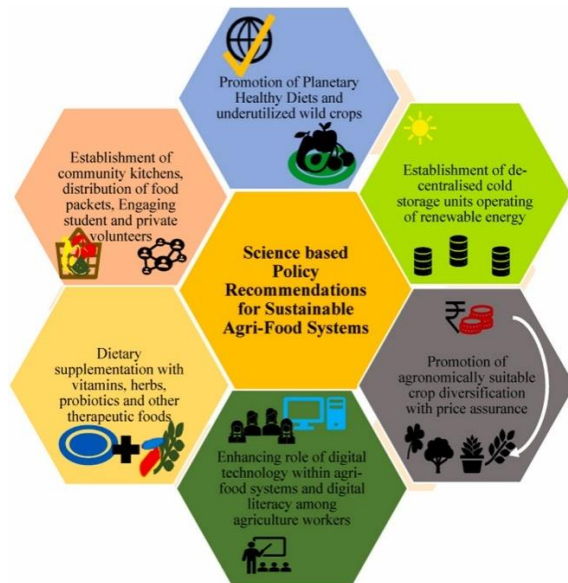 Promotion of Planetary
Healthy Diets and
underutilized wild crops
Establishment of
community kitchens,
distribution of food
packets, Engaging
student and private
volunteers
Establishment of de-
centralised cold
storage units operating
of renewable energy
Science based
Policy
Recommendations
for Sustainable
Agri-Food Systems
Dietary
supplementation with
vitamins, herbs,
probiotics and other
therapeutic foods
₹
Promotion of
agronomically suitable
crop diversification
with price assurance
Enhancing role of digital
technology within agri-
food systems and digital
literacy among
agriculture workers